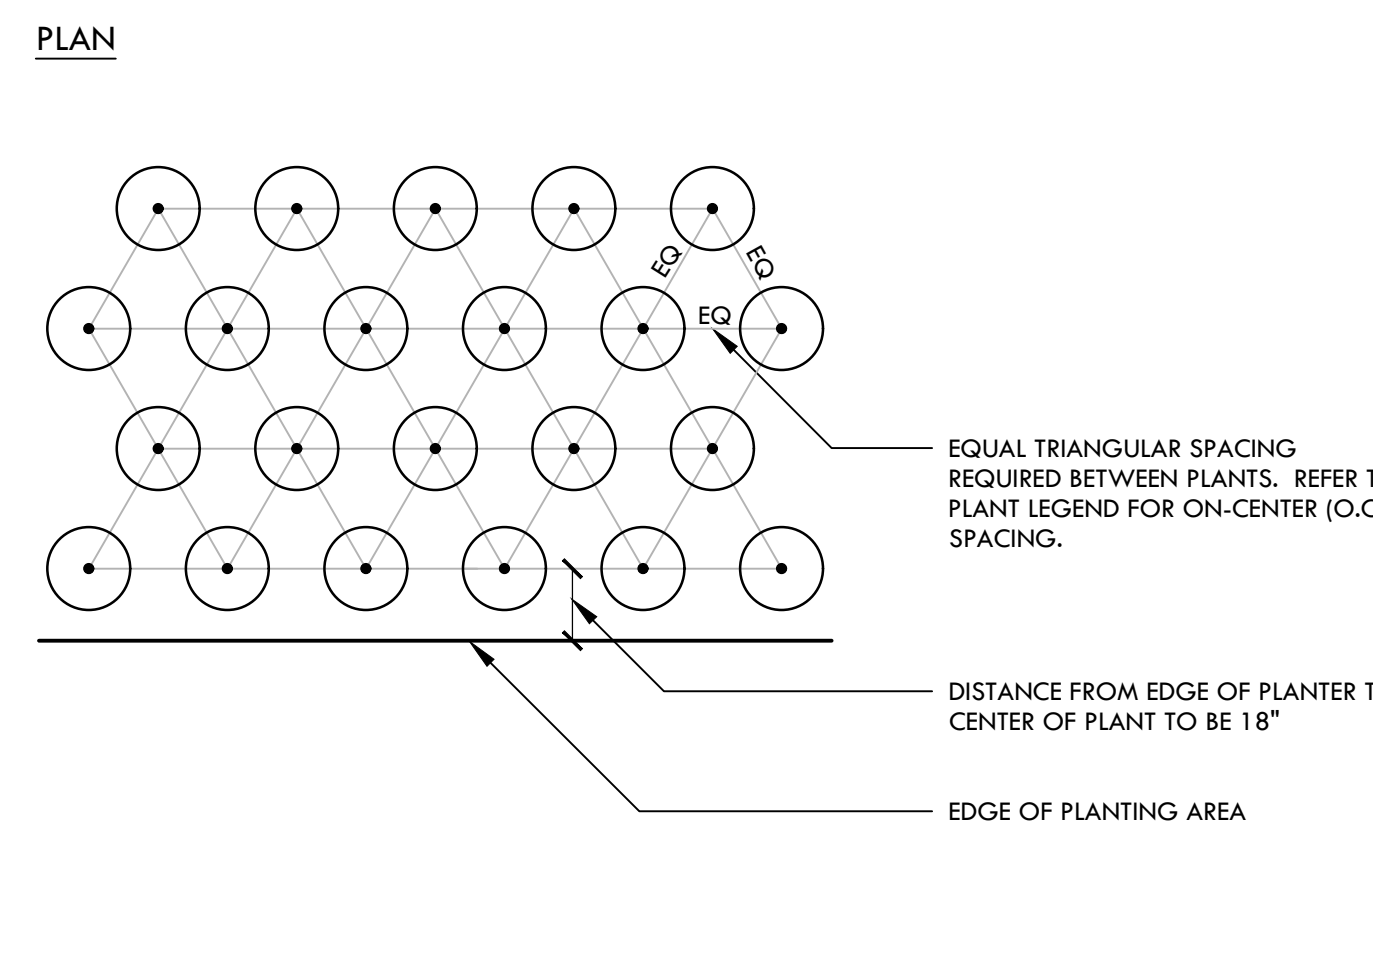 PLAN
EQ
EQ
EQ
EQUAL TRIANGULAR SPACING
REQUIRED BETWEEN PLANTS. REFER T
PLANT LEGEND FOR ON-CENTER (O.C
SPACING.
DISTANCE FROM EDGE OF PLANTER T
CENTER OF PLANT TO BE 18"
EDGE OF PLANTING AREA